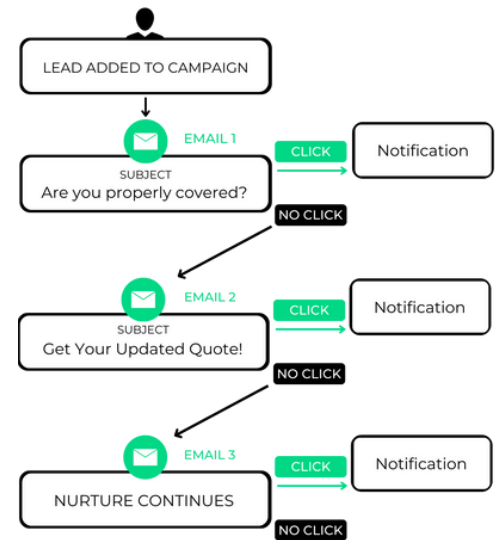 LEAD ADDED TO CAMPAIGN
EMAIL 1
CLICK
Notification
SUBJECT
Are you properly covered?
NO CLICK
EMAIL 2
CLICK
Notification
SUBJECT
Get Your Updated Quote!
NO CLICK
EMAIL 3
CLICK
Notification
NURTURE CONTINUES
NO CLICK